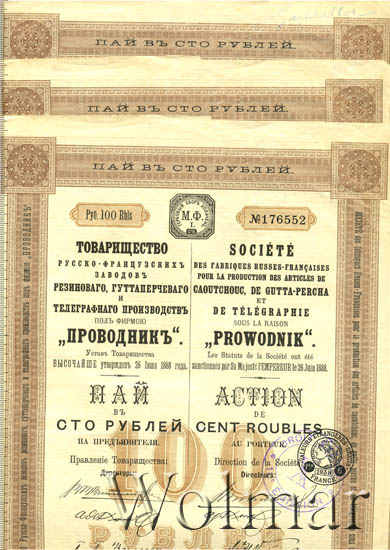 ПАЙ ВЪ СТО РУБЛЕЙ.
ПАЙ ВЪ СТО РУБЛЕЙ.
ПАЙ ВЪ СТО РУБЛЕЙ.
Руб. 100 Rbls
М.Ф.
№176552
ТОВАРИЩЕСТВО
РУССКО-ФРАНЦУЗСКИХЪ
ЗАВОДОВЪ
РЕЗИНОВАГО, ГУТТАПЕРЧЕВАГО
И
ТЕЛЕГРАФНАГО ПРОИЗВОДСТВЪ
ПОДЪ ФИРМОЮ
„ПРОВОДНИКЪ“.
Уставъ Товарищества
ВЫСОЧАЙШЕ утвержденъ 26 Іюня 1888 года.
ПАЙ
ВЪ
СТО РУБЛЕЙ
НА ПРЕДЪЯВИТЕЛЯ.
Правленіе Товарищества:
Директоры:
SOCIÉTÉ
DES FABRIQUES RUSSES-FRANÇAISES
POUR LA PRODUCTION DES ARTICLES DE
CAOUTCHOUC, DE GUTTA-PERCHA
ET
DE TÉLÉGRAPHIE
SOUS LA RAISON
„PROWODNIK“.
Les Statuts de la Société ont été
sanctionnés par Sa Majesté l'EMPEREUR le 26 Juin 1888.
ACTION
DE
CENT ROUBLES
AU PORTEUR.
Direction de la Société
Directeurs:
100
РУБЛЕЙ
Wolmar